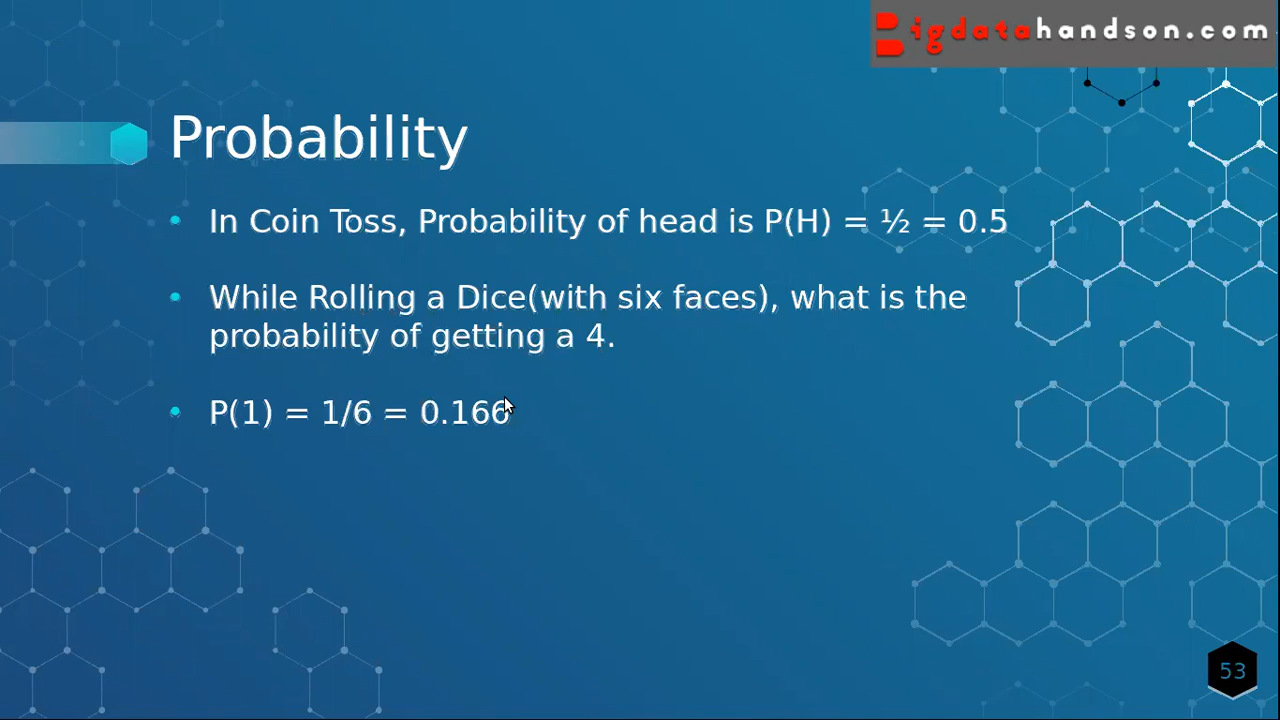 Bigdatahandson.com
Probability
• In Coin Toss, Probability of head is P(H) = ½ = 0.5
• While Rolling a Dice(with six faces), what is the
probability of getting a 4.
• P(1) = 1/6 = 0.166
53